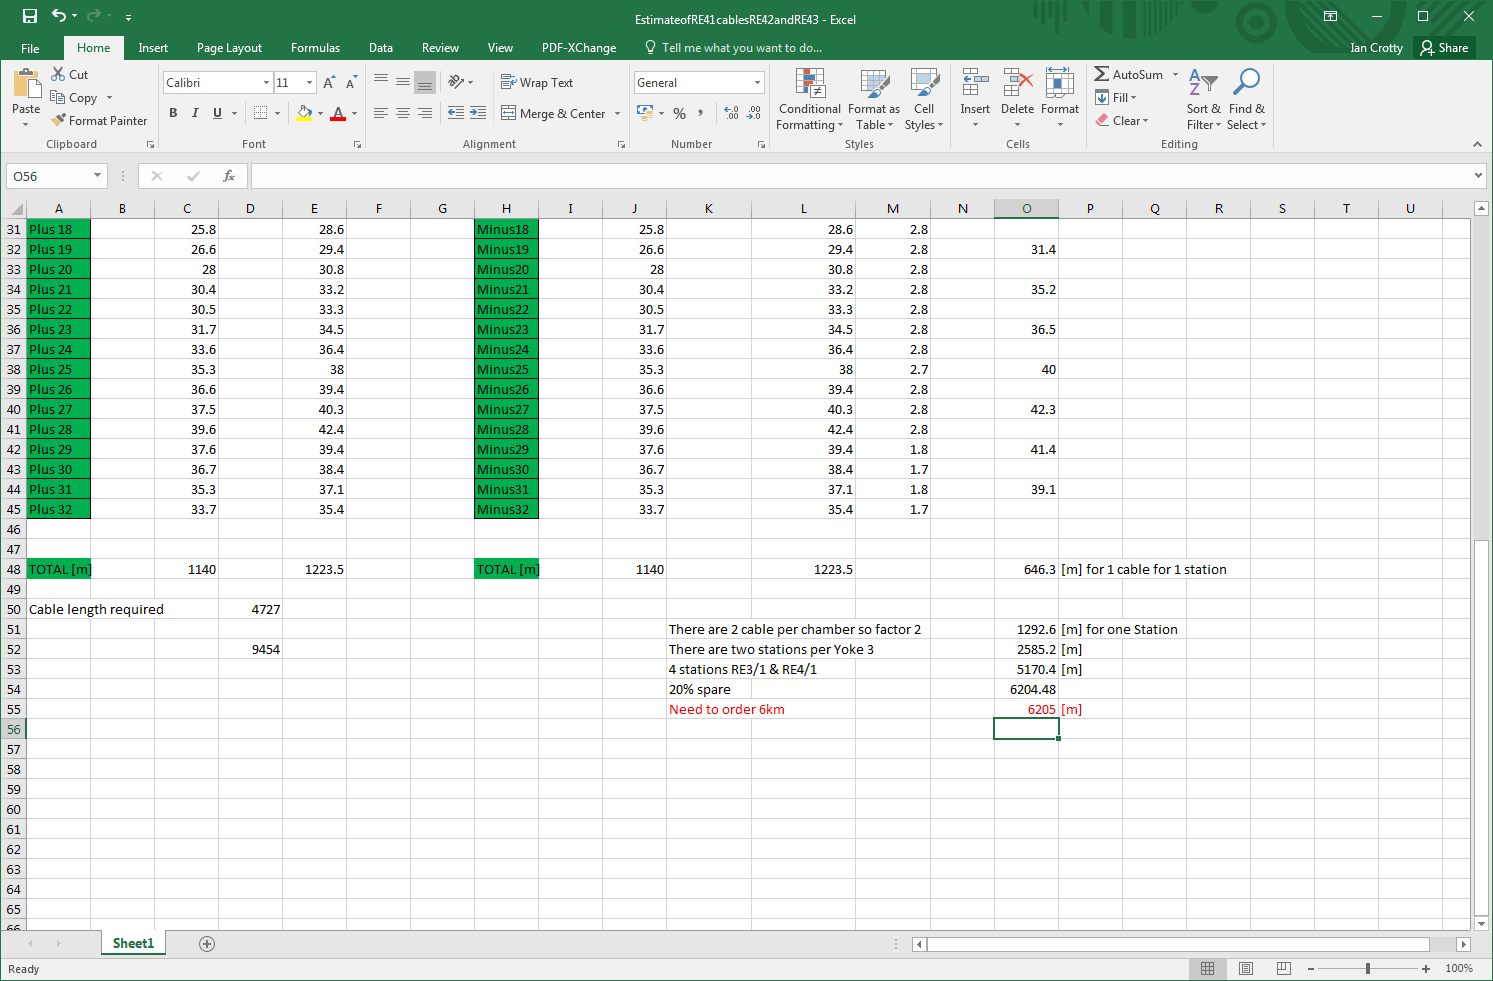 EstimateofRE41cablesRE42andRE43 - Excel
File Home Insert Page Layout Formulas Data Review View PDF-XChange Tell me what you want to do... Ian Crotty Share
Paste Cut Copy Format Painter Clipboard
Calibri 11 A A B I U A Font
Wrap Text Merge & Center Alignment
General % , Number
Conditional Formatting Format as Table Cell Styles Styles
Insert Delete Format Cells
AutoSum Fill Clear Sort & Filter Find & Select Editing
O56 fx
A B C D E F G H I J K L M N O P Q R S T U
31 Plus 18 25.8 28.6 Minus18 25.8 28.6 2.8
32 Plus 19 26.6 29.4 Minus19 26.6 29.4 2.8 31.4
33 Plus 20 28 30.8 Minus20 28 30.8 2.8
34 Plus 21 30.4 33.2 Minus21 30.4 33.2 2.8 35.2
35 Plus 22 30.5 33.3 Minus22 30.5 33.3 2.8
36 Plus 23 31.7 34.5 Minus23 31.7 34.5 2.8 36.5
37 Plus 24 33.6 36.4 Minus24 33.6 36.4 2.8
38 Plus 25 35.3 38 Minus25 35.3 38 2.7 40
39 Plus 26 36.6 39.4 Minus26 36.6 39.4 2.8
40 Plus 27 37.5 40.3 Minus27 37.5 40.3 2.8 42.3
41 Plus 28 39.6 42.4 Minus28 39.6 42.4 2.8
42 Plus 29 37.6 39.4 Minus29 37.6 39.4 1.8 41.4
43 Plus 30 36.7 38.4 Minus30 36.7 38.4 1.7
44 Plus 31 35.3 37.1 Minus31 35.3 37.1 1.8 39.1
45 Plus 32 33.7 35.4 Minus32 33.7 35.4 1.7
46
47
48 TOTAL [m] 1140 1223.5 TOTAL [m] 1140 1223.5 646.3 [m] for 1 cable for 1 station
49
50 Cable length required 4727
51 There are 2 cable per chamber so factor 2 1292.6 [m] for one Station
52 9454 There are two stations per Yoke 3 2585.2 [m]
53 4 stations RE3/1 & RE4/1 5170.4 [m]
54 20% spare 6204.48
55 Need to order 6km 6205 [m]
56
57
58
59
60
61
62
63
64
65
66
Sheet1
Ready 100%